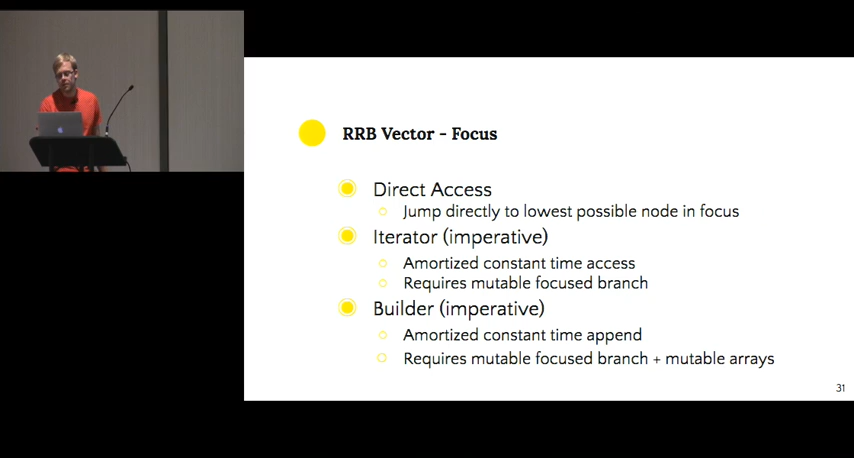 RRB Vector - Focus
Direct Access
Jump directly to lowest possible node in focus
Iterator (imperative)
Amortized constant time access
Requires mutable focused branch
Builder (imperative)
Amortized constant time append
Requires mutable focused branch + mutable arrays
31